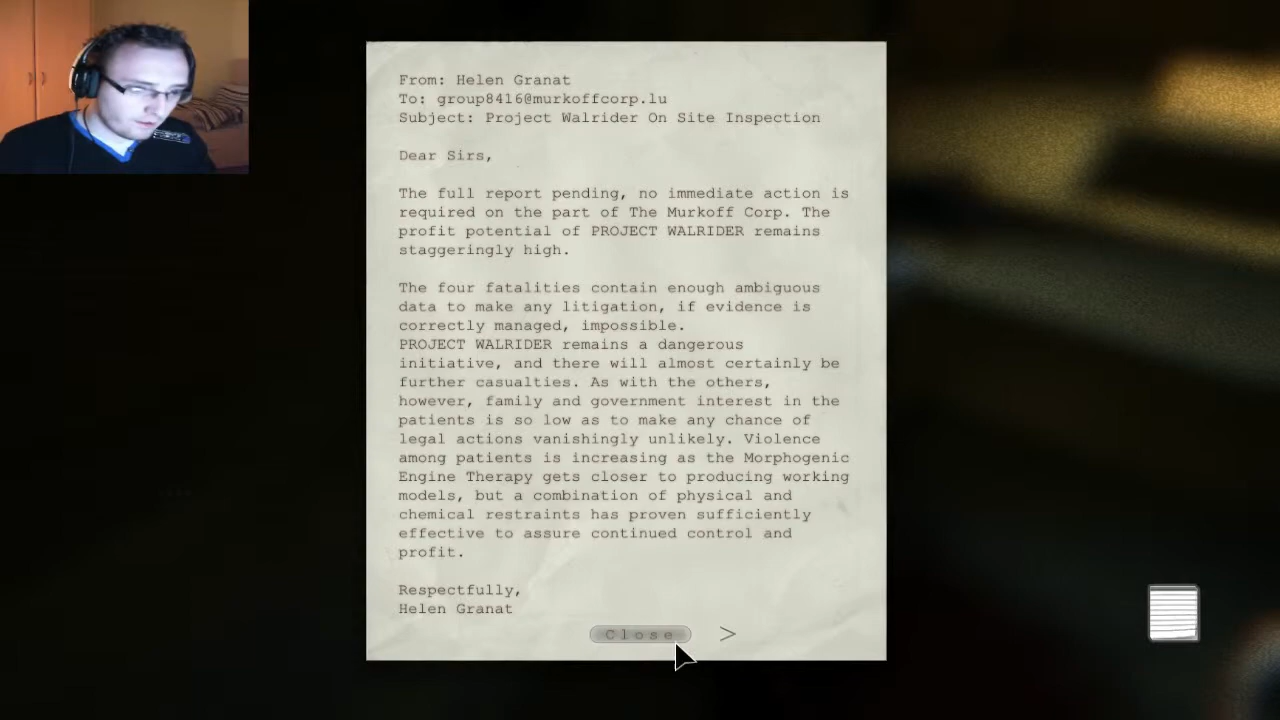 From: Helen Granat
To: group8416@murkoffcorp.lu
Subject: Project Walrider On Site Inspection
Dear Sirs,
The full report pending, no immediate action is
required on the part of The Murkoff Corp. The
profit potential of PROJECT WALRIDER remains
staggeringly high.
The four fatalities contain enough ambiguous
data to make any litigation, if evidence is
correctly managed, impossible.
PROJECT WALRIDER remains a dangerous
initiative, and there will almost certainly be
further casualties. As with the others,
however, family and government interest in the
patients is so low as to make any chance of
legal actions vanishingly unlikely. Violence
among patients is increasing as the Morphogenic
Engine Therapy gets closer to producing working
models, but a combination of physical and
chemical restraints has proven sufficiently
effective to assure continued control and
profit.
Respectfully,
Helen Granat
Close >